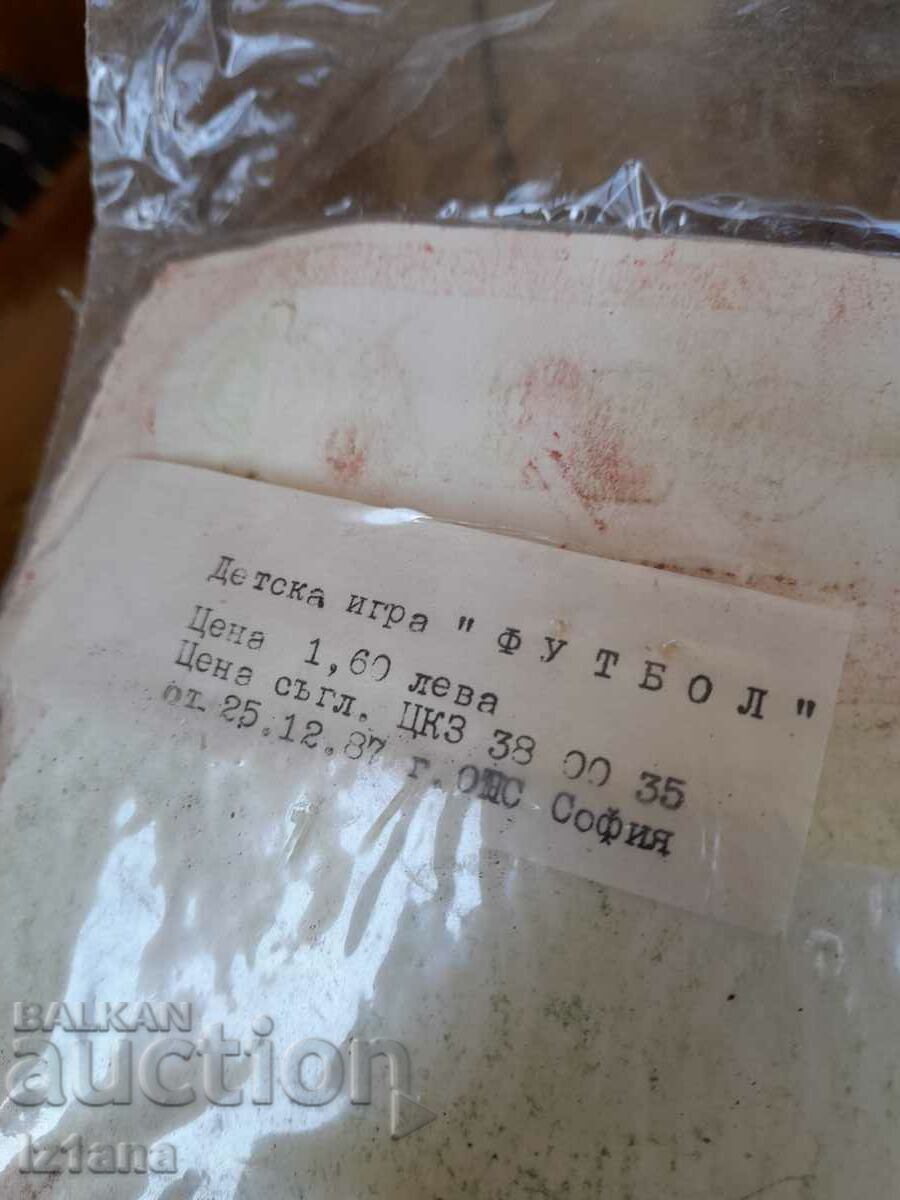 Детска игра " ФУТБОЛ"
Цена 1,60 лева
Цена съгл. ЦКЗ 38 00 35
от 25.12.87 г. ОНС София
BALKAN
auction
iz1ana